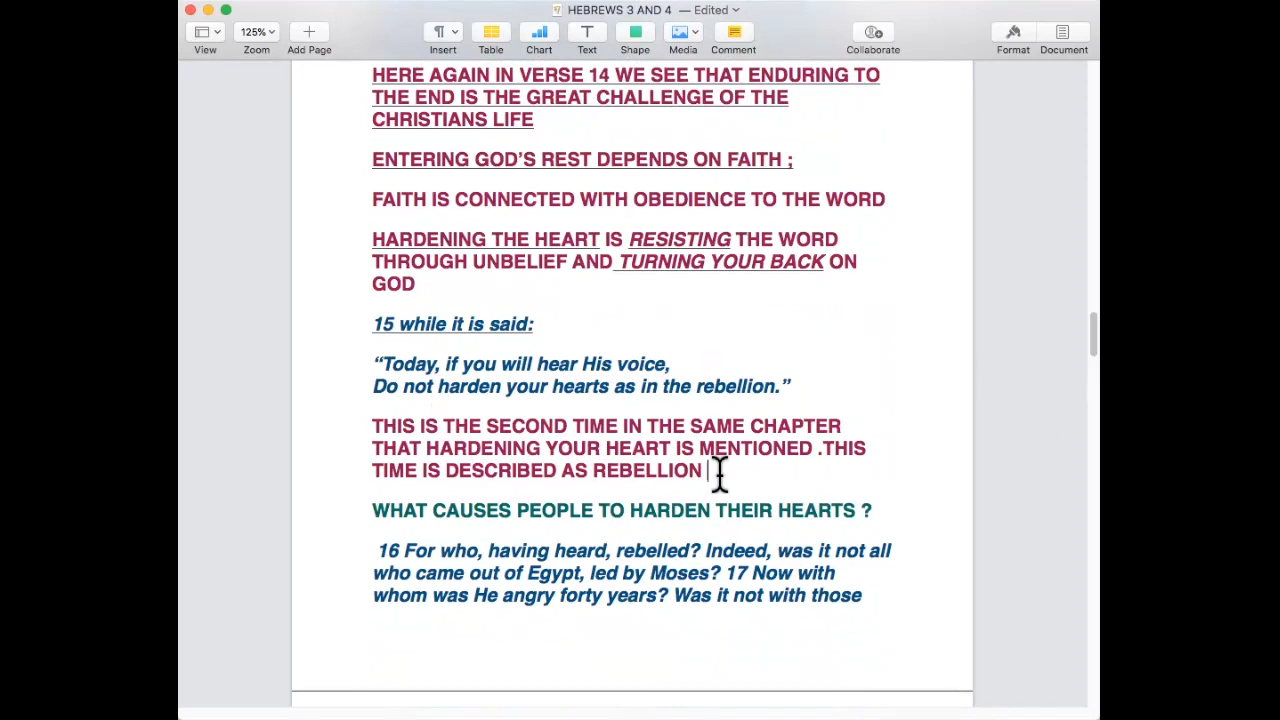 HEBREWS 3 AND 4 — Edited
125%
View
Zoom
Add Page
Insert
Table
Chart
Text
Shape
Media
Comment
Collaborate
Format
Document
HERE AGAIN IN VERSE 14 WE SEE THAT ENDURING TO
THE END IS THE GREAT CHALLENGE OF THE
CHRISTIANS LIFE
ENTERING GOD’S REST DEPENDS ON FAITH ;
FAITH IS CONNECTED WITH OBEDIENCE TO THE WORD
HARDENING THE HEART IS RESISTING THE WORD
THROUGH UNBELIEF AND TURNING YOUR BACK ON
GOD
15 while it is said:
“Today, if you will hear His voice,
Do not harden your hearts as in the rebellion.”
THIS IS THE SECOND TIME IN THE SAME CHAPTER
THAT HARDENING YOUR HEART IS MENTIONED .THIS
TIME IS DESCRIBED AS REBELLION
WHAT CAUSES PEOPLE TO HARDEN THEIR HEARTS ?
16 For who, having heard, rebelled? Indeed, was it not all
who came out of Egypt, led by Moses? 17 Now with
whom was He angry forty years? Was it not with those